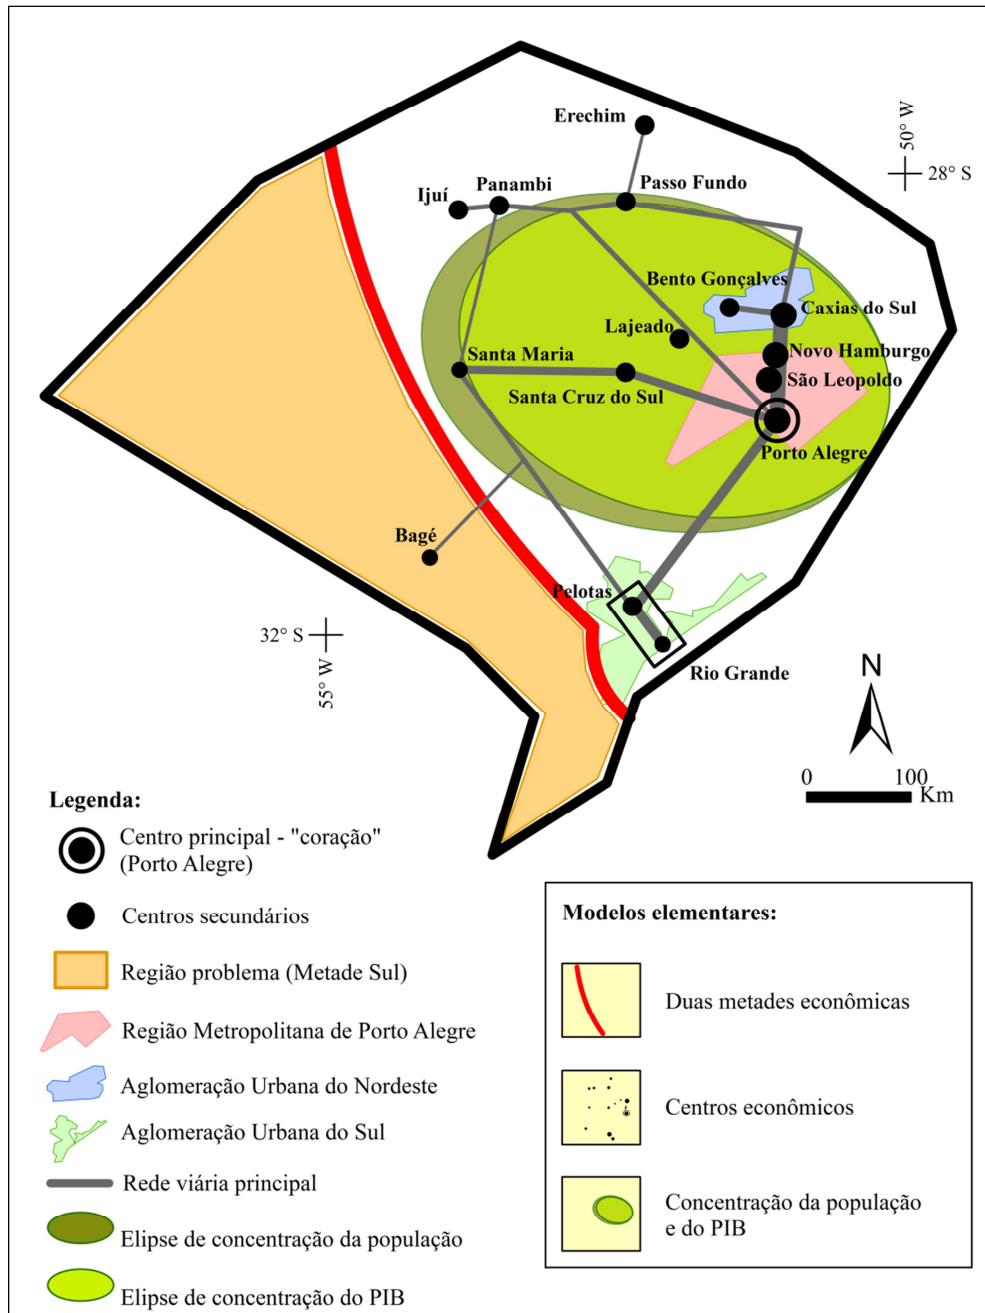 Erechim
50° W
28° S
Ijuí
Panambi
Passo Fundo
Bento Gonçalves
Caxias do Sul
Lajeado
Novo Hamburgo
Santa Maria
São Leopoldo
Santa Cruz do Sul
Porto Alegre
Bagé
Pelotas
32° S
55° W
Rio Grande
N
0 100
Km
Legenda:
Centro principal - "coração"
(Porto Alegre)
Centros secundários
Região problema (Metade Sul)
Região Metropolitana de Porto Alegre
Aglomeração Urbana do Nordeste
Aglomeração Urbana do Sul
Rede viária principal
Elipse de concentração da população
Elipse de concentração do PIB
Modelos elementares:
Duas metades econômicas
Centros econômicos
Concentração da população
e do PIB